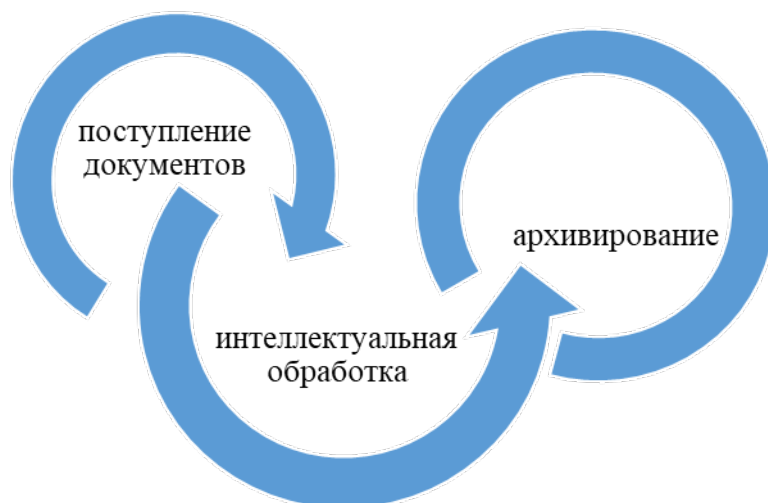 поступление
документов
интеллектуальная
обработка
архивирование